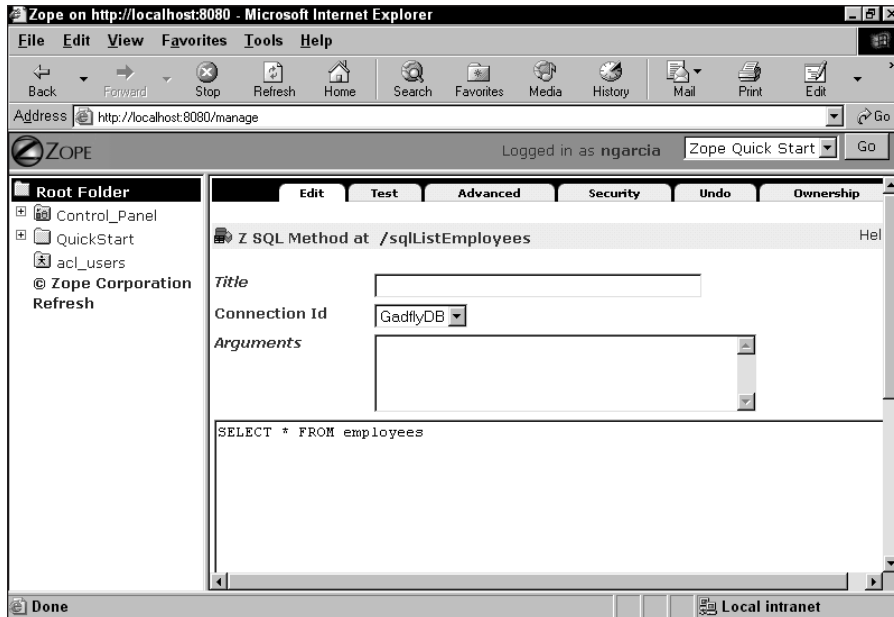 Zope on http://localhost:8080 - Microsoft Internet Explorer
File Edit View Favorites Tools Help
Back Forward Stop Refresh Home Search Favorites Media History Mail Print Edit
Address http://localhost:8080/manage Go
ZOPE Logged in as ngarcia Zope Quick Start Go
Root Folder
Control_Panel
QuickStart
acl_users
© Zope Corporation
Refresh
Edit Test Advanced Security Undo Ownership
Z SQL Method at /sqlListEmployees Hel
Title
Connection Id GadflyDB
Arguments
SELECT * FROM employees
Done Local intranet